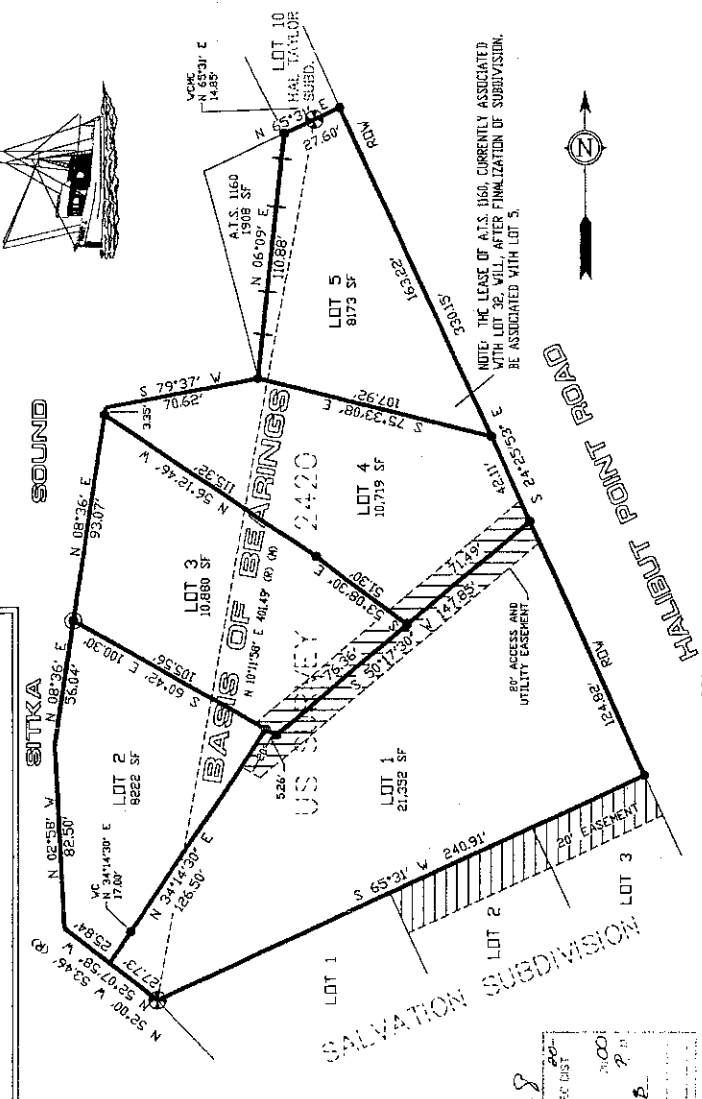 SITKA
SOUND
N 02°58' W
82.50'
N 08°36' E
56.04'
N 08°36' E
93.07'
3.35'
S 79°37' W
70.62'
A.T.S. 1160
1908 SF
N 06°09' E
110.88'
WCMC
N 65°31' E
14.85'
N 65°31' E
27.60'
LOT 10
HAL TAYLOR
SUBD.
LOT 5
8173 SF
ROW
163.22'
330.15'
S 75°33'08" E
107.92'
42.11'
S 24°25'53" E
NOTE: THE LEASE OF A.T.S. 1160, CURRENTLY ASSOCIATED
WITH LOT 32, WILL, AFTER FINALIZATION OF SUBDIVISION,
BE ASSOCIATED WITH LOT 5.
N
LOT 4
10,719 SF
N 56°12'46" W
115.32'
S 53°08'30" E
51.30'
LOT 3
10,880 SF
S 60°42' E 100.30'
105.56'
LOT 2
8222 SF
BASIS OF BEARINGS
N 10°11'58" E 401.49' (R) (M)
US SURVEY 2420
5.26'
20'
76.36'
S 50°17'30" W 147.85'
71.49'
20' ACCESS AND
UTILITY EASEMENT
LOT 1
21,352 SF
WC
N 34°14'30" E
17.00'
N 34°14'30" E
126.50'
25.84'
27.73'
N 52°07'58" W
N 52°00' W 53.46' (R)
S 65°31' W 240.91'
20' EASEMENT
124.82'
ROW
HALIBUT POINT ROAD
LOT 1
LOT 2
LOT 3
SALVATION SUBDIVISION
8
20-
REC DIST